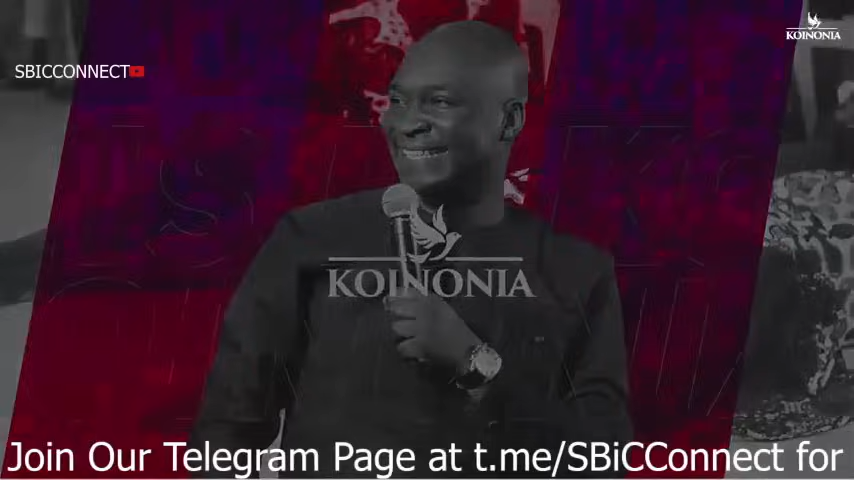 KOINONIA
SBICCONNECT
KOINONIA
Join Our Telegram Page at t.me/SBiCConnect for